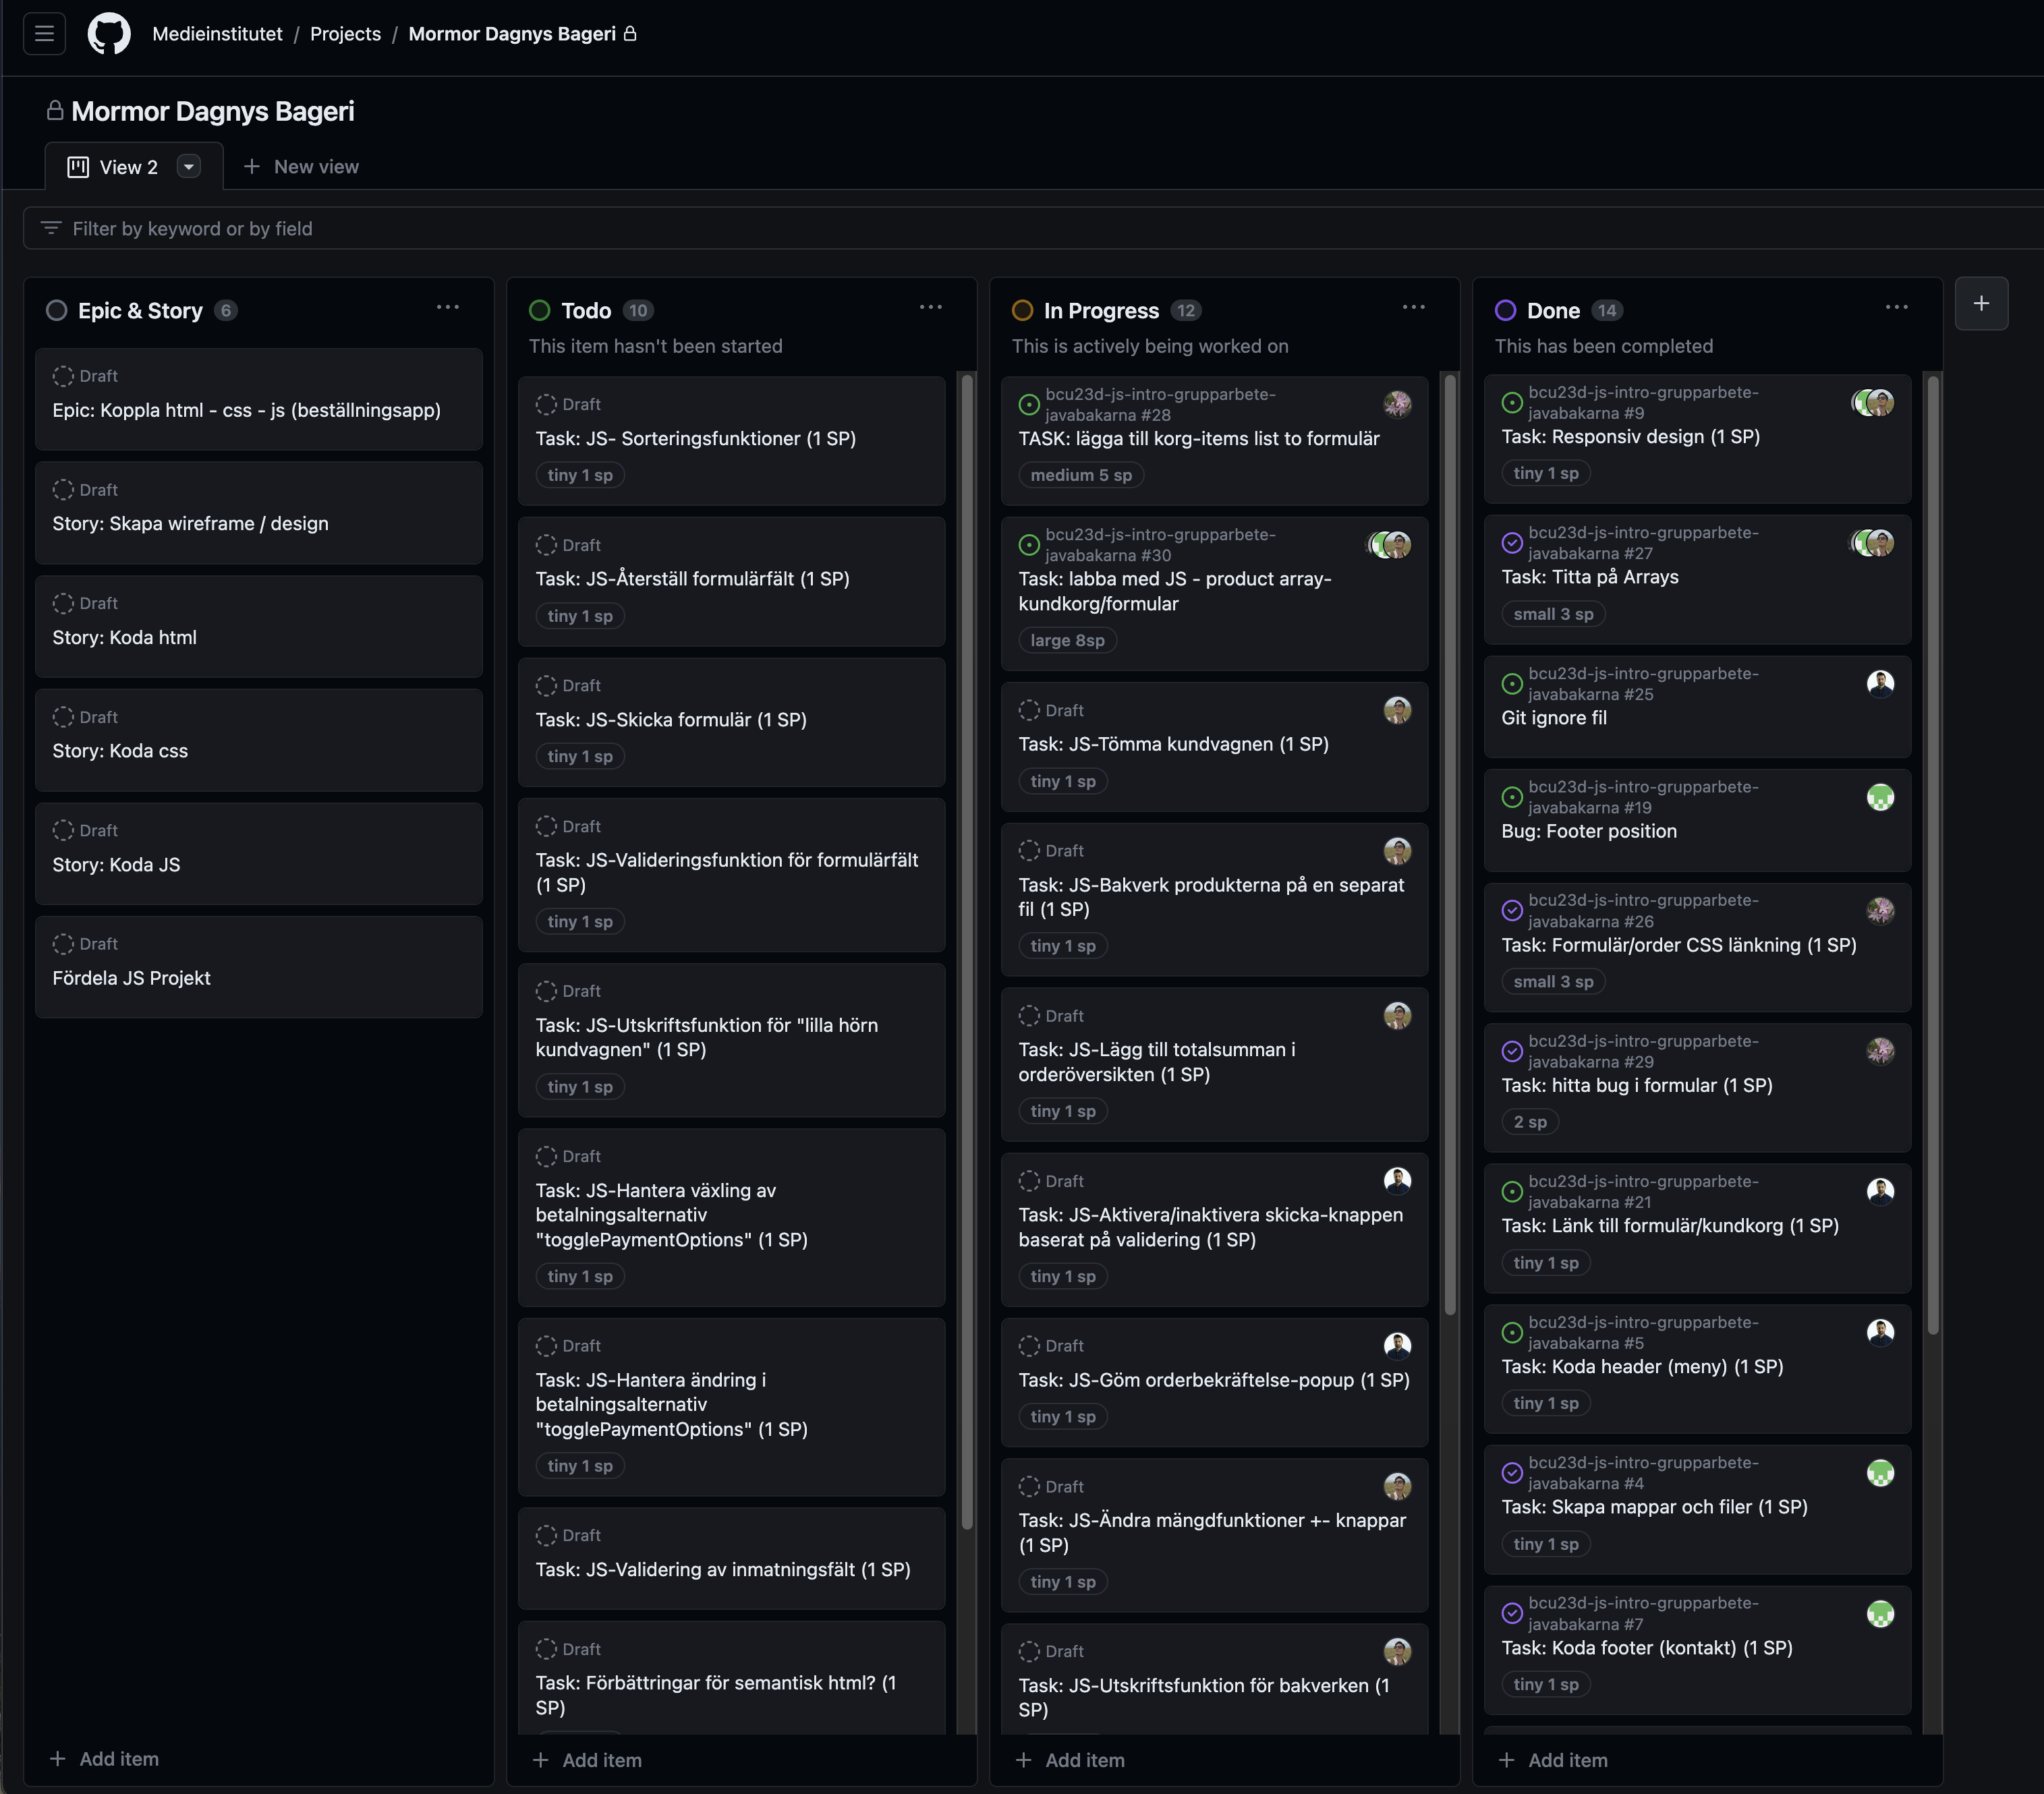 Medieinstitutet / Projects / Mormor Dagnys Bageri
Mormor Dagnys Bageri
View 2
New view
Filter by keyword or by field
Epic & Story 6
Draft
Epic: Koppla html - css - js (beställningsapp)
Draft
Story: Skapa wireframe / design
Draft
Story: Koda html
Draft
Story: Koda css
Draft
Story: Koda JS
Draft
Fördela JS Projekt
Add item
Todo 10
This item hasn't been started
Draft
Task: JS- Sorteringsfunktioner (1 SP)
tiny 1 sp
Draft
Task: JS-Återställ formulärfält (1 SP)
tiny 1 sp
Draft
Task: JS-Skicka formulär (1 SP)
tiny 1 sp
Draft
Task: JS-Valideringsfunktion för formulärfält
(1 SP)
tiny 1 sp
Draft
Task: JS-Utskriftsfunktion för "lilla hörn
kundvagnen" (1 SP)
tiny 1 sp
Draft
Task: JS-Hantera växling av
betalningsalternativ
"togglePaymentOptions" (1 SP)
tiny 1 sp
Draft
Task: JS-Hantera ändring i
betalningsalternativ
"togglePaymentOptions" (1 SP)
tiny 1 sp
Draft
Task: JS-Validering av inmatningsfält (1 SP)
Draft
Task: Förbättringar för semantisk html? (1
SP)
Add item
In Progress 12
This is actively being worked on
bcu23d-js-intro-grupparbete-
javabakarna #28
TASK: lägga till korg-items list to formulär
medium 5 sp
bcu23d-js-intro-grupparbete-
javabakarna #30
Task: labba med JS - product array-
kundkorg/formular
large 8sp
Draft
Task: JS-Tömma kundvagnen (1 SP)
tiny 1 sp
Draft
Task: JS-Bakverk produkterna på en separat
fil (1 SP)
tiny 1 sp
Draft
Task: JS-Lägg till totalsumman i
orderöversikten (1 SP)
tiny 1 sp
Draft
Task: JS-Aktivera/inaktivera skicka-knappen
baserat på validering (1 SP)
tiny 1 sp
Draft
Task: JS-Göm orderbekräftelse-popup (1 SP)
tiny 1 sp
Draft
Task: JS-Ändra mängdfunktioner +- knappar
(1 SP)
tiny 1 sp
Draft
Task: JS-Utskriftsfunktion för bakverken (1
SP)
Add item
Done 14
This has been completed
bcu23d-js-intro-grupparbete-
javabakarna #9
Task: Responsiv design (1 SP)
tiny 1 sp
bcu23d-js-intro-grupparbete-
javabakarna #27
Task: Titta på Arrays
small 3 sp
bcu23d-js-intro-grupparbete-
javabakarna #25
Git ignore fil
bcu23d-js-intro-grupparbete-
javabakarna #19
Bug: Footer position
bcu23d-js-intro-grupparbete-
javabakarna #26
Task: Formulär/order CSS länkning (1 SP)
small 3 sp
bcu23d-js-intro-grupparbete-
javabakarna #29
Task: hitta bug i formular (1 SP)
2 sp
bcu23d-js-intro-grupparbete-
javabakarna #21
Task: Länk till formulär/kundkorg (1 SP)
tiny 1 sp
bcu23d-js-intro-grupparbete-
javabakarna #5
Task: Koda header (meny) (1 SP)
tiny 1 sp
bcu23d-js-intro-grupparbete-
javabakarna #4
Task: Skapa mappar och filer (1 SP)
tiny 1 sp
bcu23d-js-intro-grupparbete-
javabakarna #7
Task: Koda footer (kontakt) (1 SP)
tiny 1 sp
Add item